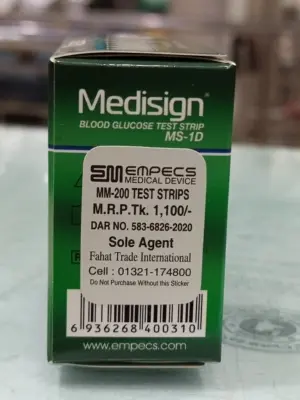 Medisign®
BLOOD GLUCOSE TEST STRIP
MS-1D
EMPECS
MEDICAL DEVICE
MM-200 TEST STRIPS
M.R.P.Tk. 1,100/-
DAR NO. 583-6826-2020
Sole Agent
Fahat Trade International
Cell : 01321-174800
Do Not Purchase Without this Sticker
6 936268 400310
www.empecs.com